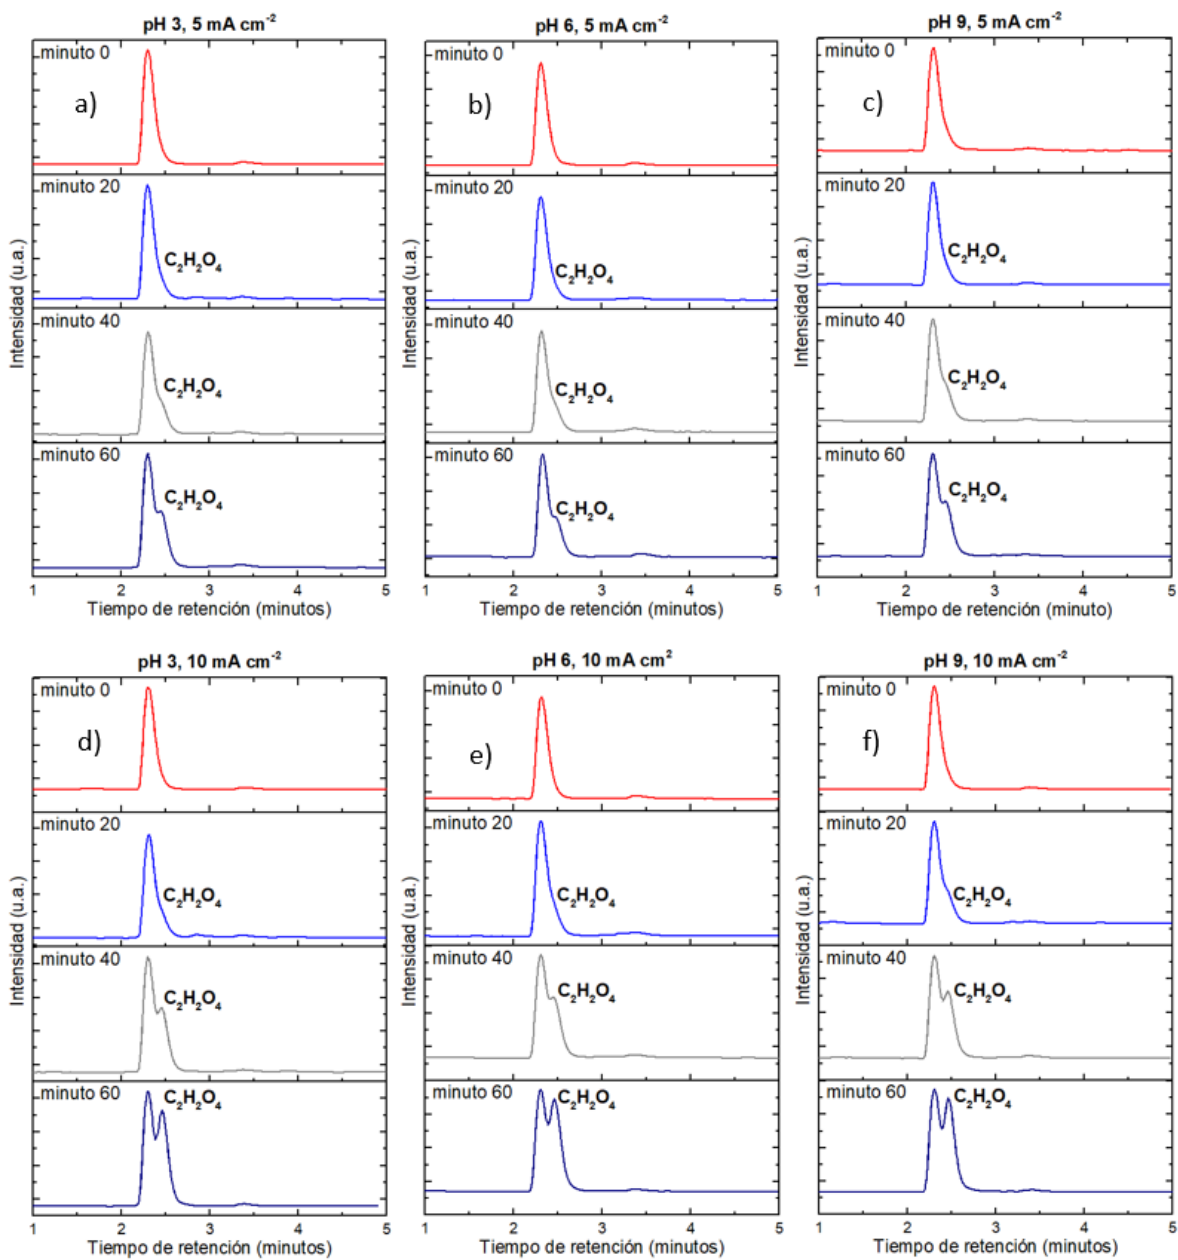 pH 3, 5 mA cm⁻²
minuto 0
a)
minuto 20
C₂H₂O₄
minuto 40
C₂H₂O₄
minuto 60
C₂H₂O₄
Intensidad (u.a.)
1 2 3 4 5
Tiempo de retención (minutos)
pH 6, 5 mA cm⁻²
minuto 0
b)
minuto 20
C₂H₂O₄
minuto 40
C₂H₂O₄
minuto 60
C₂H₂O₄
Intensidad (u.a.)
1 2 3 4 5
Tiempo de retención (minutos)
pH 9, 5 mA cm⁻²
minuto 0
c)
minuto 20
C₂H₂O₄
minuto 40
C₂H₂O₄
minuto 60
C₂H₂O₄
Intensidad (u.a.)
1 2 3 4 5
Tiempo de retención (minuto)
pH 3, 10 mA cm⁻²
minuto 0
d)
minuto 20
C₂H₂O₄
minuto 40
C₂H₂O₄
minuto 60
C₂H₂O₄
Intensidad (u.a.)
1 2 3 4 5
Tiempo de retención (minutos)
pH 6, 10 mA cm²
minuto 0
e)
minuto 20
C₂H₂O₄
minuto 40
C₂H₂O₄
minuto 60
C₂H₂O₄
Intensidad (u.a.)
1 2 3 4 5
Tiempo de retención (minutos)
pH 9, 10 mA cm⁻²
minuto 0
f)
minuto 20
C₂H₂O₄
minuto 40
C₂H₂O₄
minuto 60
C₂H₂O₄
Intensidad (u.a.)
1 2 3 4 5
Tiempo de retención (minutos)